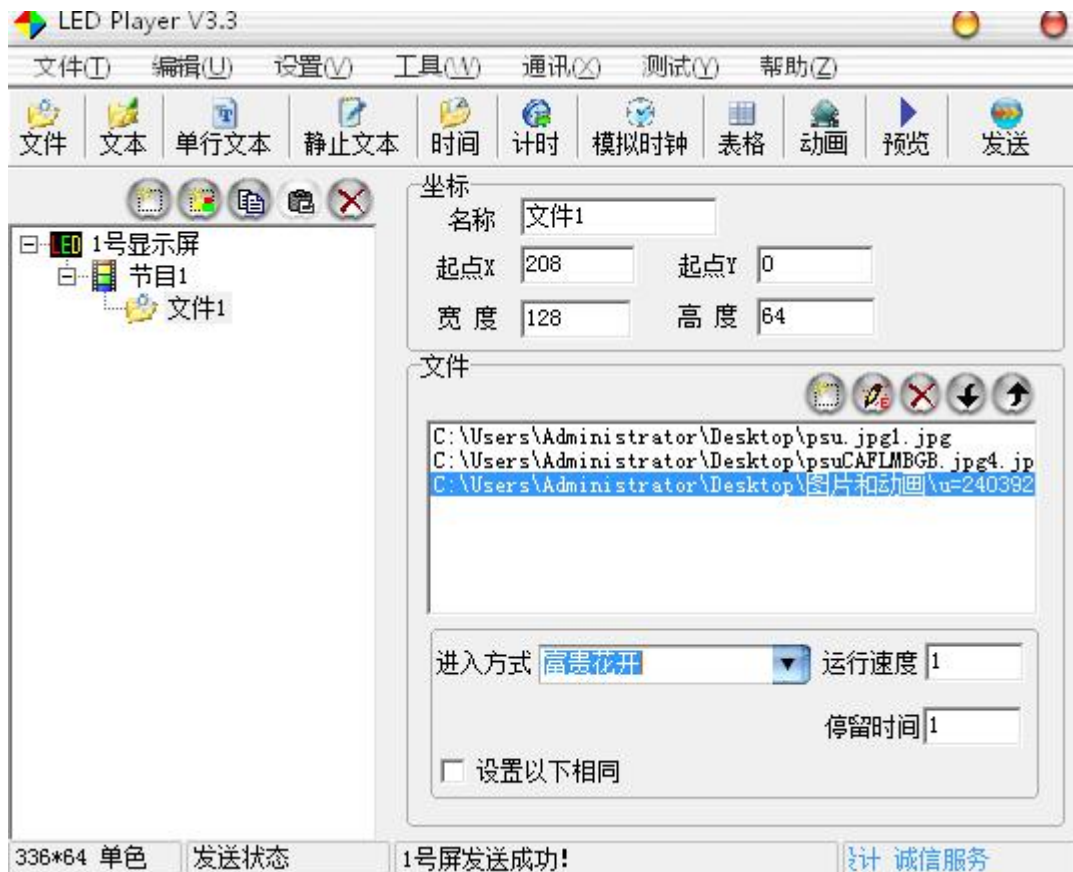 LED Player V3.3
文件(T) 编辑(U) 设置(V) 工具(W) 通讯(X) 测试(Y) 帮助(Z)
文件 文本 单行文本 静止文本 时间 计时 模拟时钟 表格 动画 预览 发送
坐标
名称 文件1
LED 1号显示屏
起点X 208 起点Y 0
节目1
文件1
宽度 128 高度 64
文件
C:\Users\Administrator\Desktop\psu.jpg1.jpg
C:\Users\Administrator\Desktop\psuCAFLMBGB.jpg4.jp
C:\Users\Administrator\Desktop\图片和动画\u=240392
进入方式 富贵花开 运行速度 1
停留时间 1
设置以下相同
336*64 单色 发送状态 1号屏发送成功! 计 诚信服务